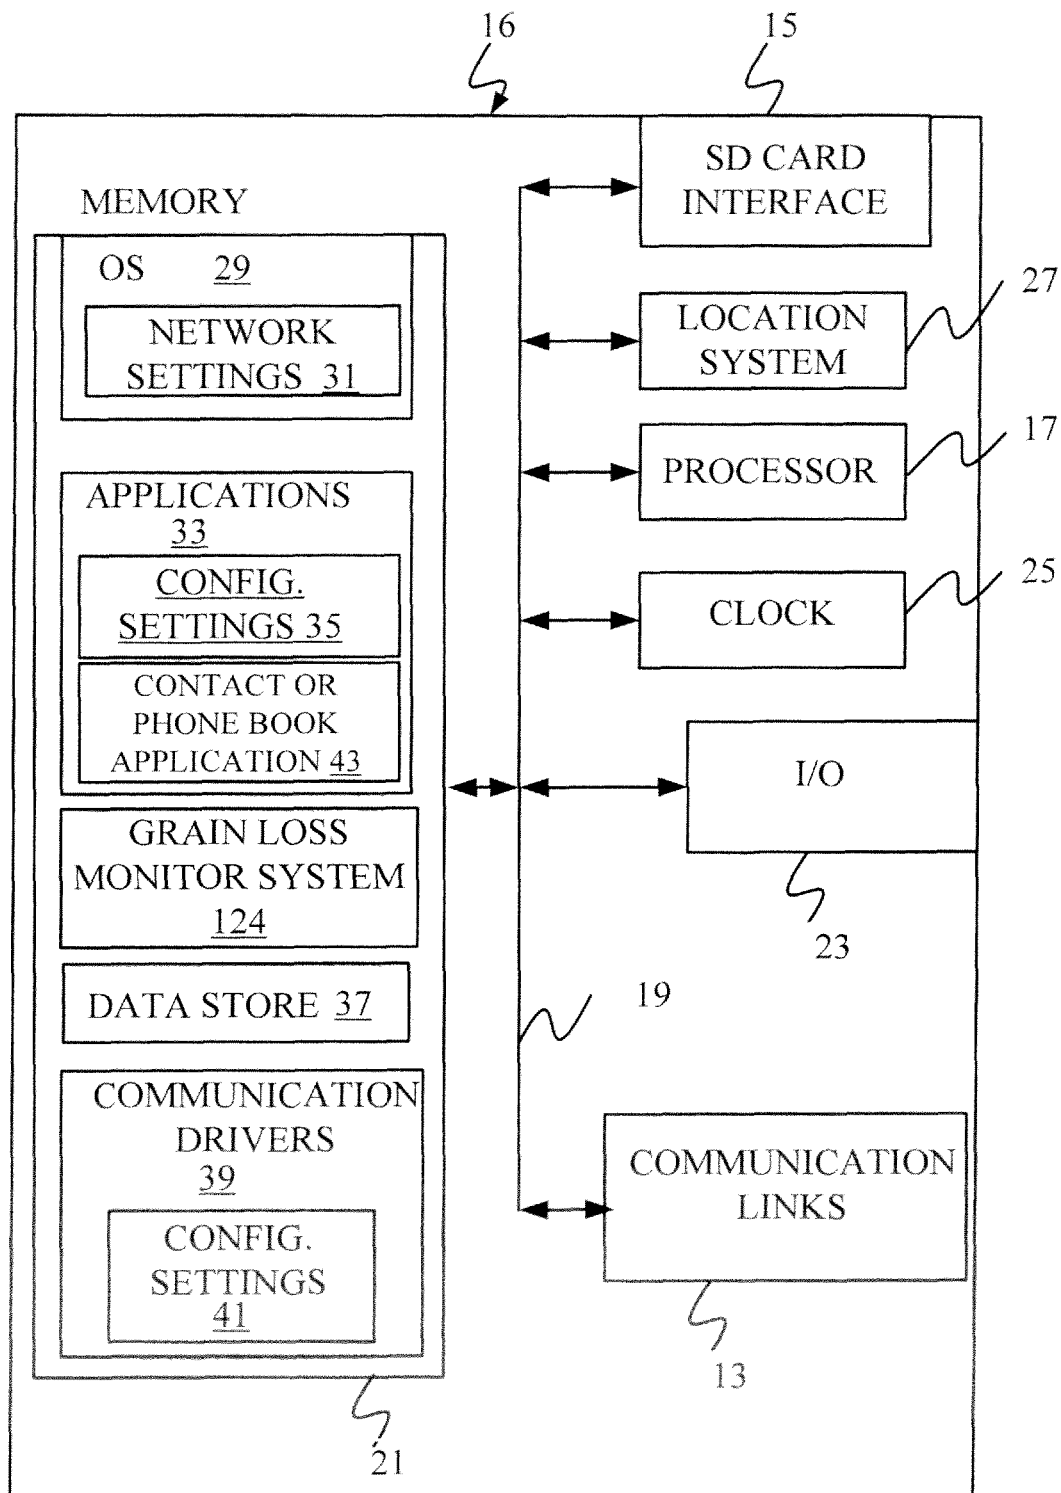 16
15
SD CARD
INTERFACE
MEMORY
OS 29
NETWORK
SETTINGS 31
27
LOCATION
SYSTEM
17
PROCESSOR
APPLICATIONS
33
CONFIG.
SETTINGS 35
25
CLOCK
CONTACT OR
PHONE BOOK
APPLICATION 43
I/O
GRAIN LOSS
MONITOR SYSTEM
124
23
DATA STORE 37
19
COMMUNICATION
DRIVERS
39
CONFIG.
SETTINGS
41
COMMUNICATION
LINKS
13
21